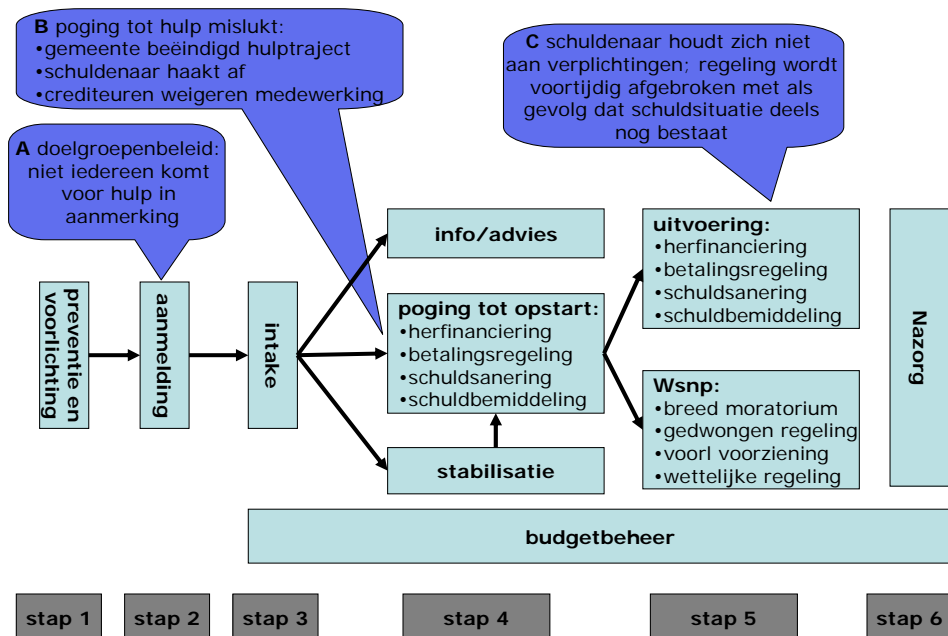 B poging tot hulp mislukt:
•gemeente beëindigd hulptraject
•schuldenaar haakt af
•crediteuren weigeren medewerking
C schuldenaar houdt zich niet
aan verplichtingen; regeling wordt
voortijdig afgebroken met als
gevolg dat schuldsituatie deels
nog bestaat
A doelgroepenbeleid:
niet iedereen komt
voor hulp in
aanmerking
preventie en
voorlichting
aanmelding
intake
info/advies
poging tot opstart:
•herfinanciering
•betalingsregeling
•schuldsanering
•schuldbemiddeling
stabilisatie
uitvoering:
•herfinanciering
•betalingsregeling
•schuldsanering
•schuldbemiddeling
Wsnp:
•breed moratorium
•gedwongen regeling
•voorl voorziening
•wettelijke regeling
Nazorg
budgetbeheer
stap 1
stap 2
stap 3
stap 4
stap 5
stap 6